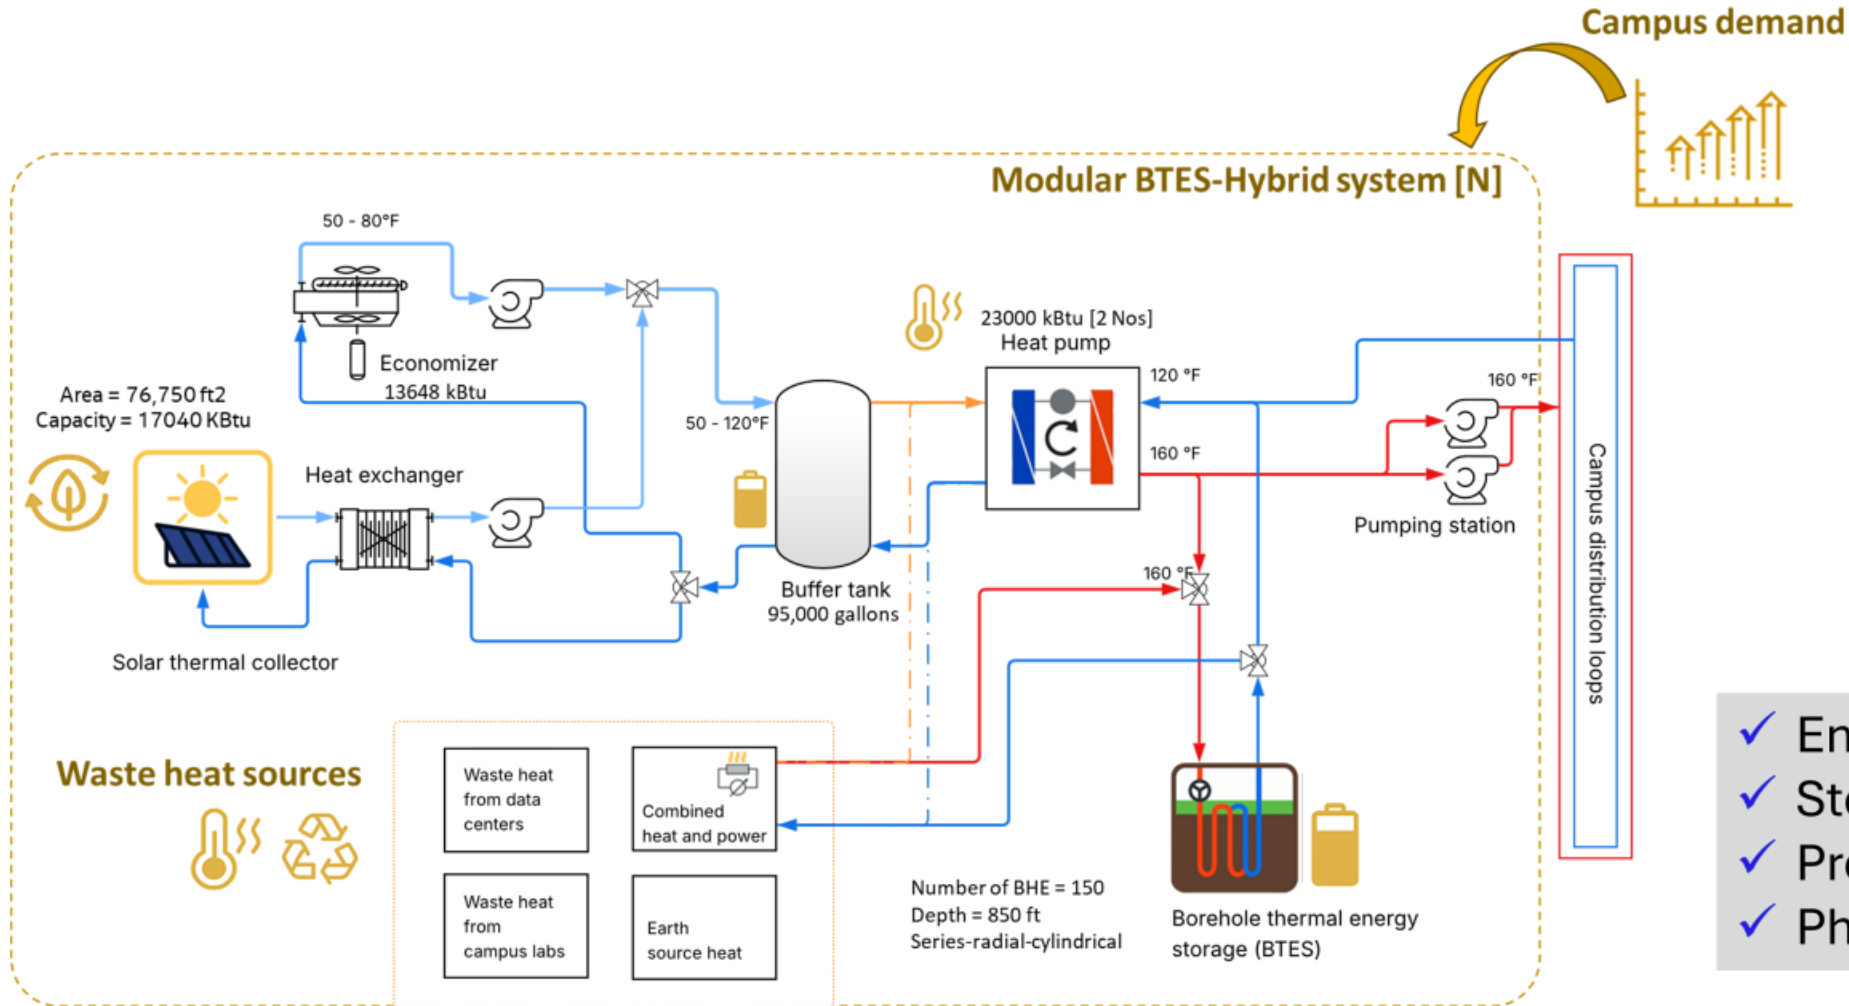 Campus demand
Modular BTES-Hybrid system [N]
50 - 80°F
Economizer
13648 kBtu
Area = 76,750 ft2
Capacity = 17040 KBtu
Heat exchanger
Solar thermal collector
50 - 120°F
Buffer tank
95,000 gallons
23000 kBtu [2 Nos]
Heat pump
120 °F
160 °F
160 °F
160 °F
Pumping station
Campus distribution loops
Waste heat sources
Waste heat
from data
centers
Combined
heat and power
Waste heat
from
campus labs
Earth
source heat
Number of BHE = 150
Depth = 850 ft
Series-radial-cylindrical
Borehole thermal energy
storage (BTES)
✓ En
✓ Ste
✓ Pre
✓ Ph